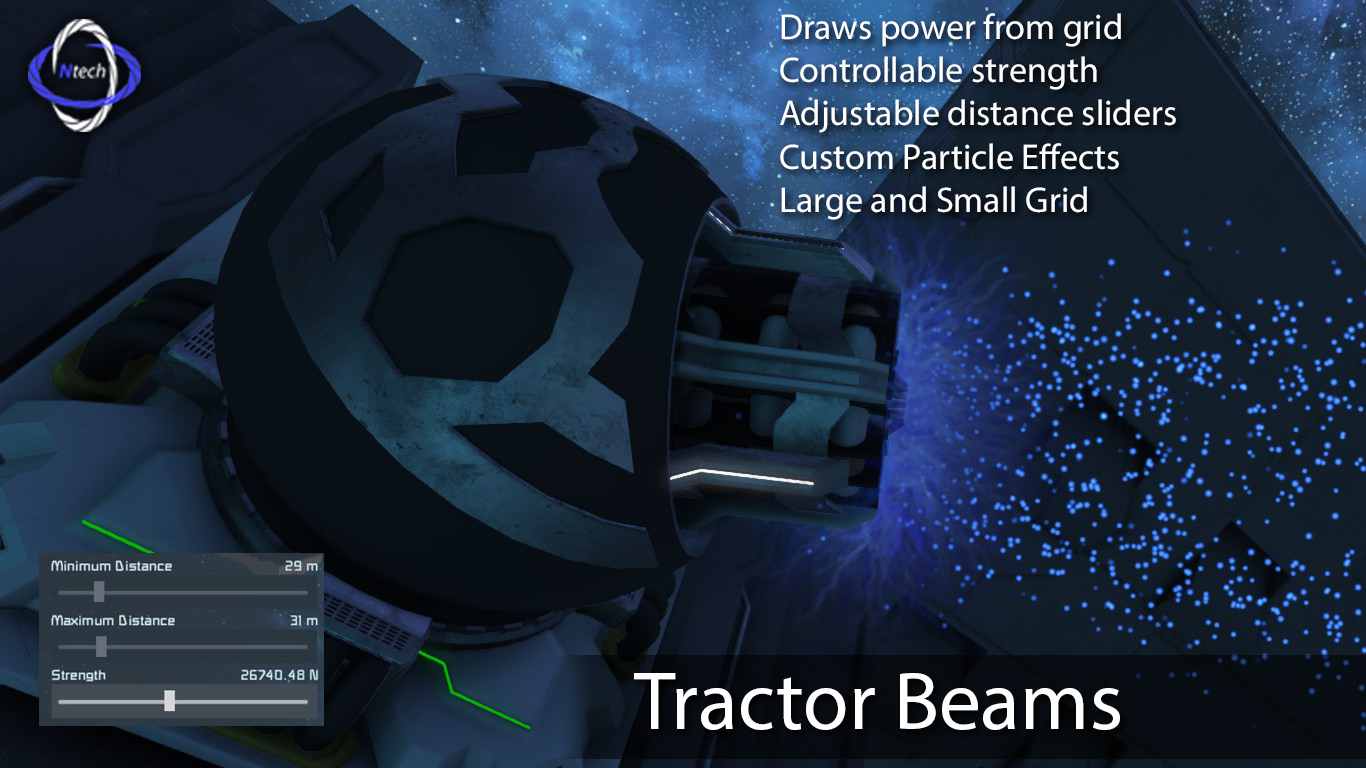 Ntech
Draws power from grid
Controllable strength
Adjustable distance sliders
Custom Particle Effects
Large and Small Grid
Minimum Distance 29 m
Maximum Distance 31 m
Strength 26740.48 N
Tractor Beams